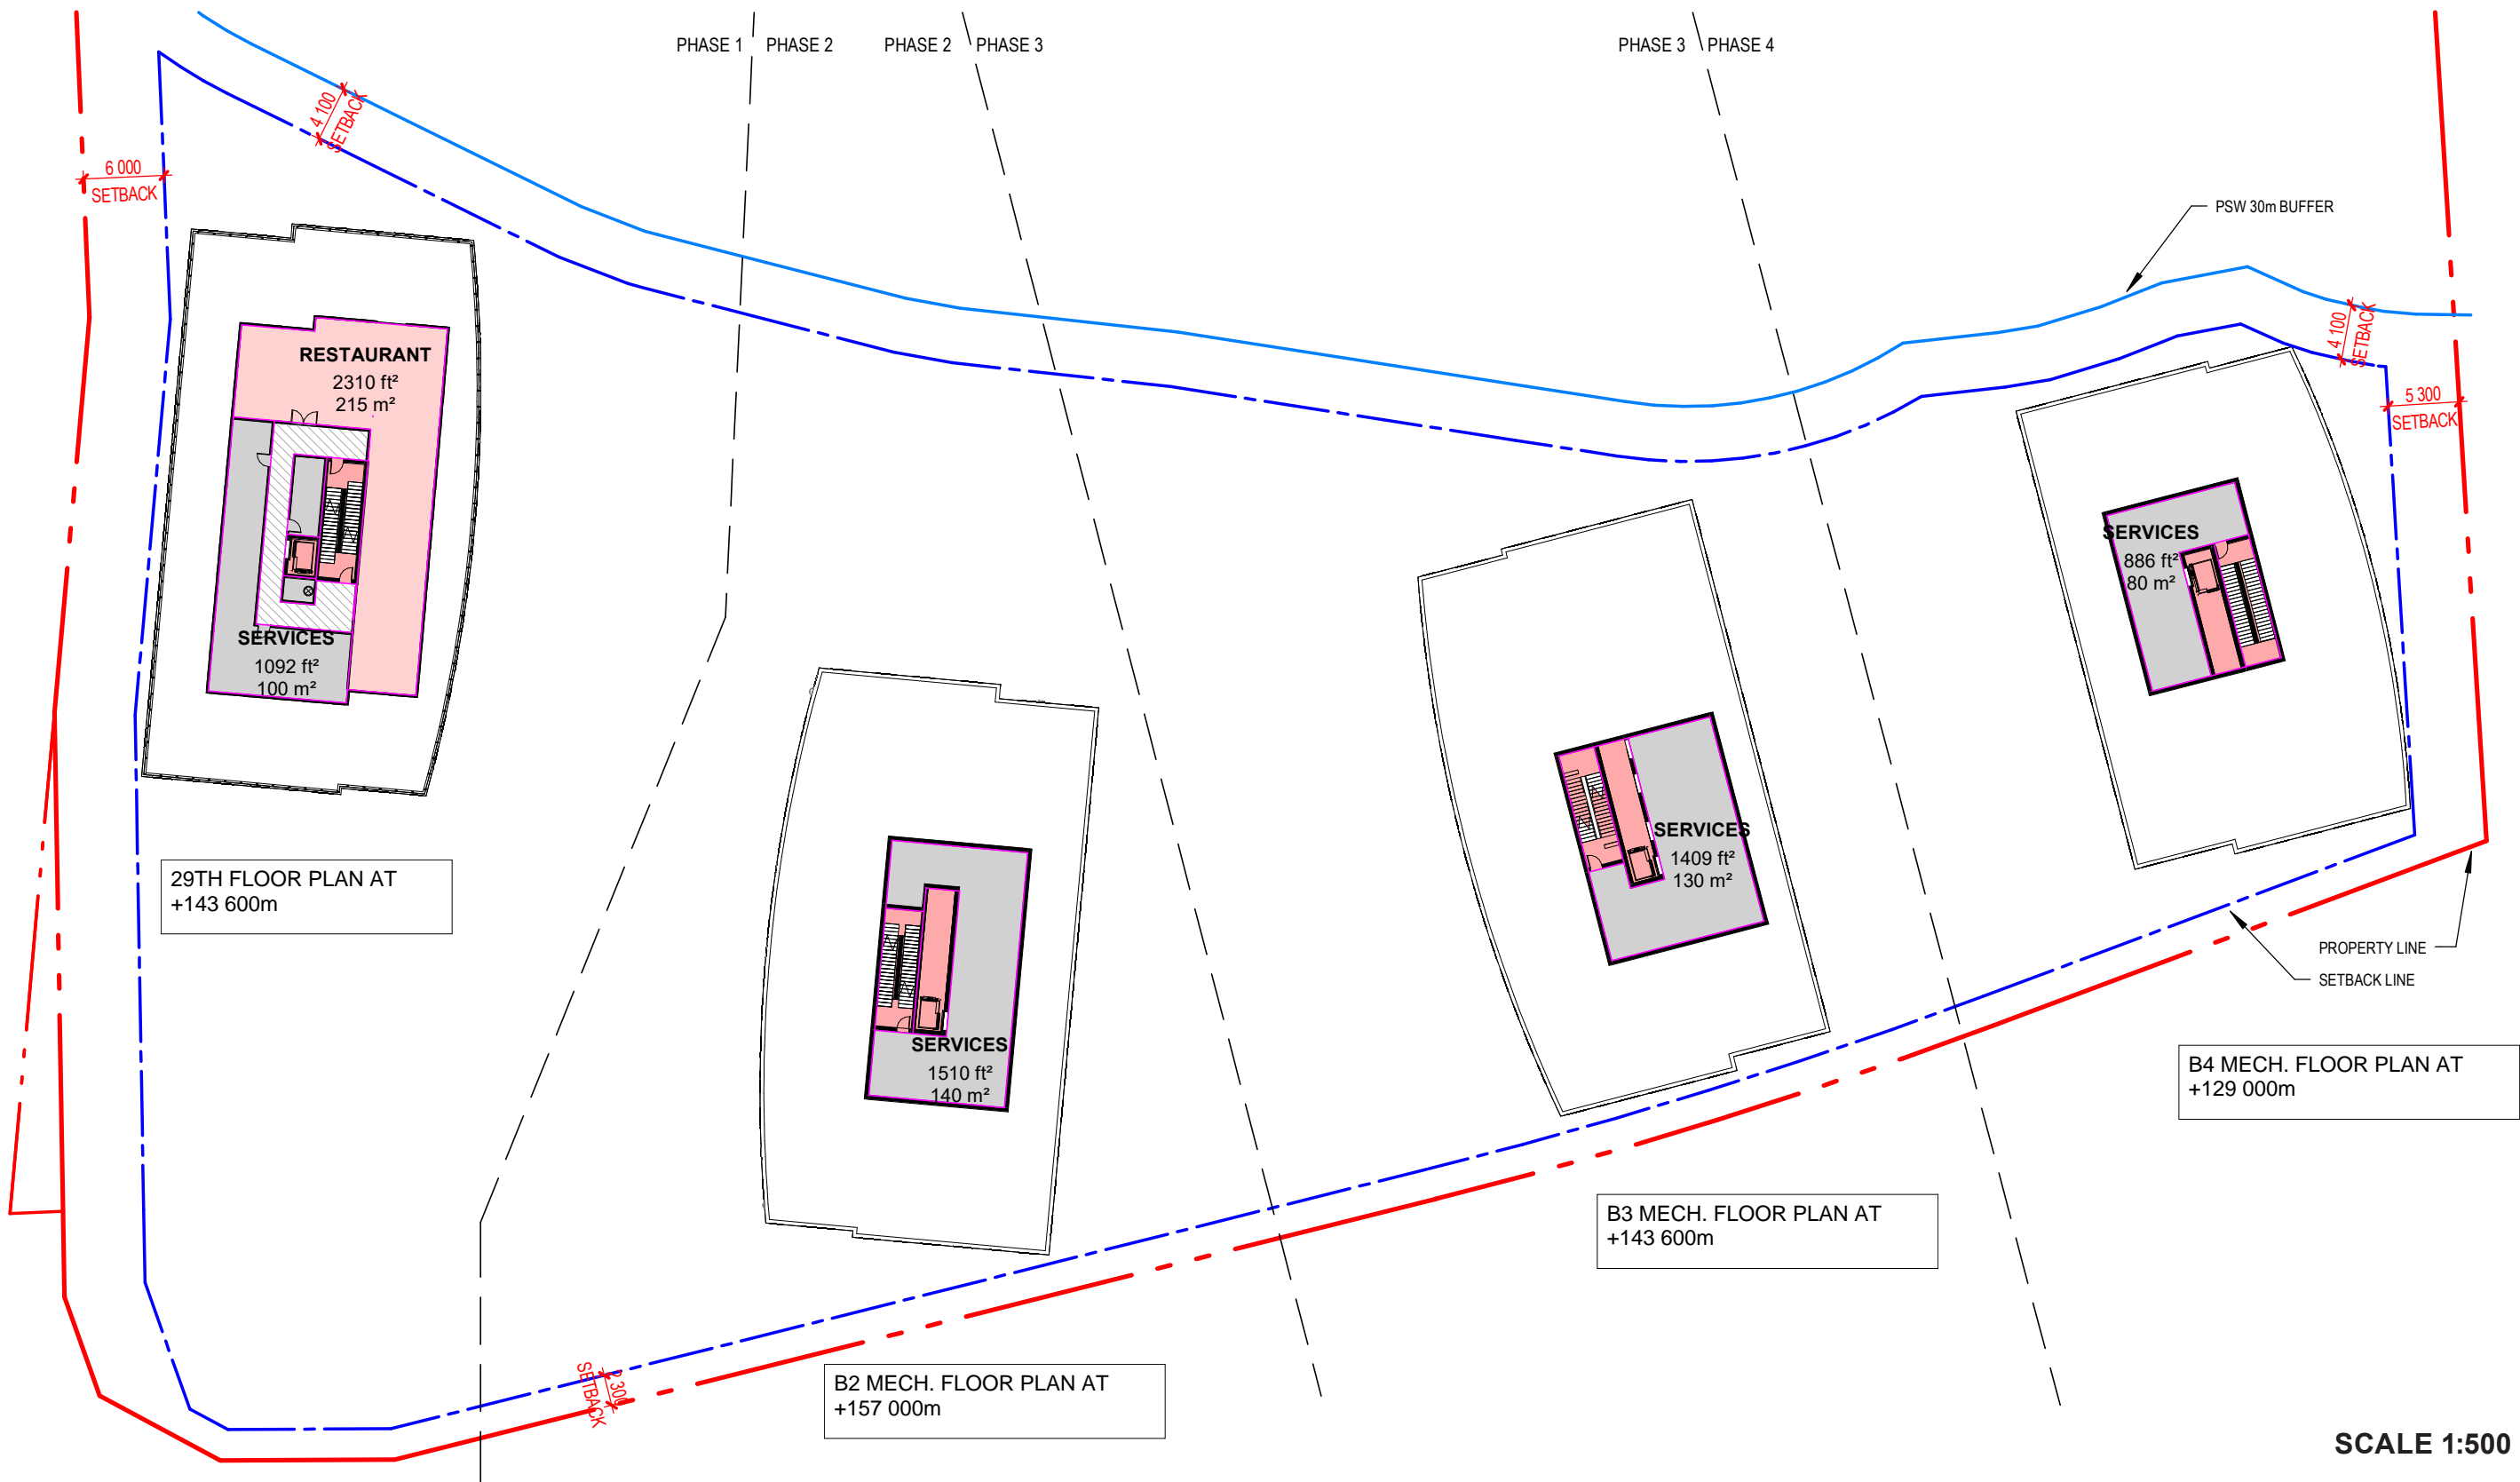 PHASE 1 PHASE 2 PHASE 2 PHASE 3 PHASE 3 PHASE 4
4 100
SETBACK
6 000
SETBACK
PSW 30m BUFFER
4 100
SETBACK
5 300
SETBACK
RESTAURANT
2310 ft²
215 m²
SERVICES
1092 ft²
100 m²
SERVICES
886 ft²
80 m²
SERVICES
1409 ft²
130 m²
SERVICES
1510 ft²
140 m²
29TH FLOOR PLAN AT
+143 600m
PROPERTY LINE
SETBACK LINE
B4 MECH. FLOOR PLAN AT
+129 000m
B3 MECH. FLOOR PLAN AT
+143 600m
B2 MECH. FLOOR PLAN AT
+157 000m
SETBACK
SCALE 1:500